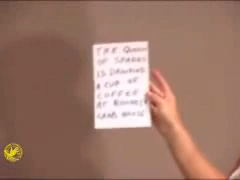 THE QUEEN
OF SPADES
IS DRINKING
A CUP OF
COFFEE
AT
CRAB HOUSE